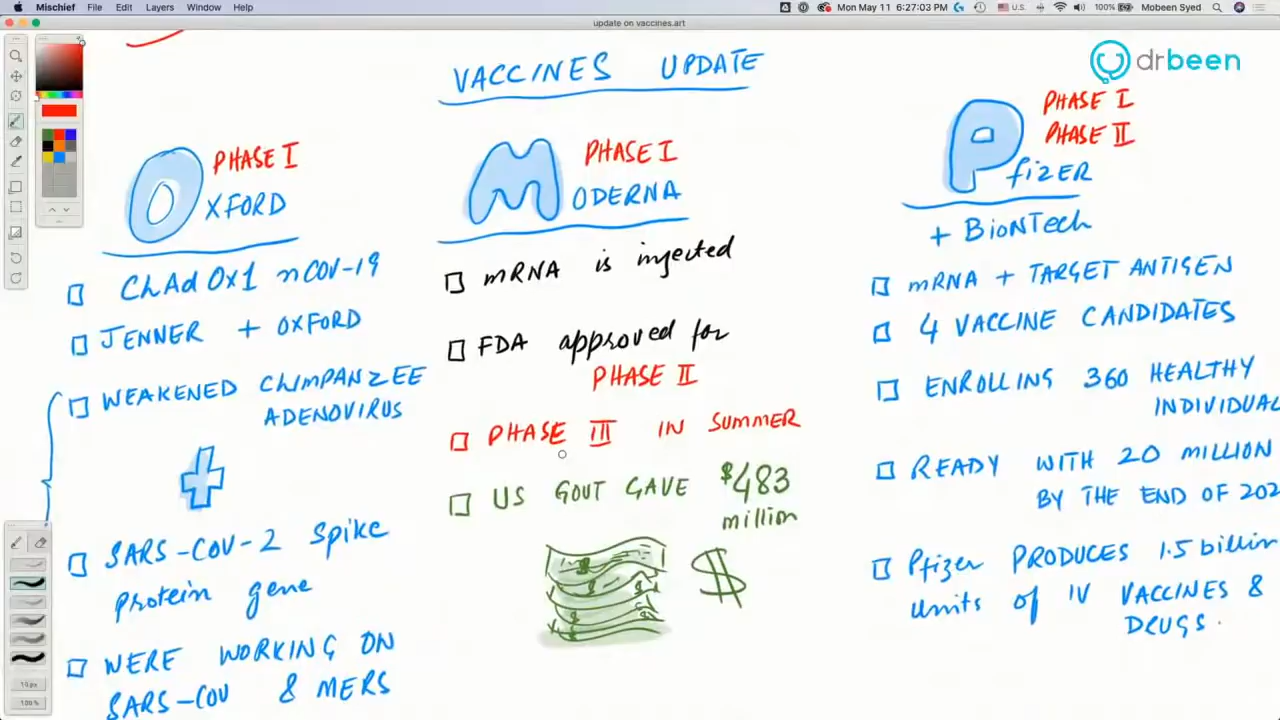 Mischief File Edit Layers Window Help
U.S. 100% Mon May 11 6:27:03 PM Mobeen Syed
update on vaccines.art
drbeen
VACCINES UPDATE
PHASE I
OXFORD
ChAdOx1 nCOV-19
JENNER + OXFORD
WEAKENED CHIMPANZEE
ADENOVIRUS
SARS-COV-2 Spike
protein gene
WERE WORKING ON
SARS-COV & MERS
PHASE I
MODERNA
mRNA is injected
FDA approved for
PHASE II
PHASE III IN SUMMER
US GOVT GAVE $483
million
$
PHASE I
PHASE II
PfizER
+ BioNTech
mRNA + TARGET ANTIGEN
4 VACCINE CANDIDATES
ENROLLING 360 HEALTHY
INDIVIDUAL
READY WITH 20 MILLION
BY THE END OF 202
Pfizer PRODUCES 1.5 billion
units of IV VACCINES &
DRUGS.
10px
100%